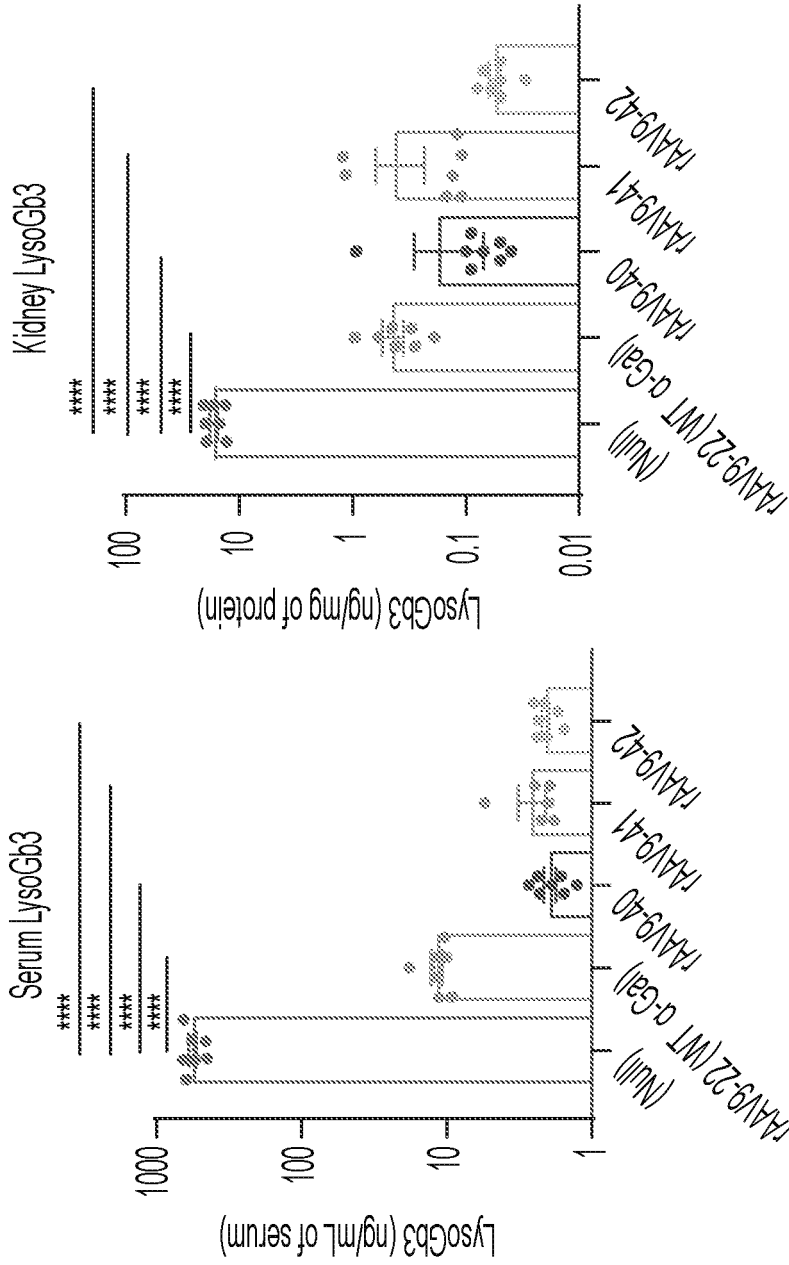 Serum LysoGb3
****
****
****
****
LysoGb3 (ng/mL of serum)
1000
100
10
1
(Null)
rAAV9-22 (WT α-Gal)
rAAV9-40
rAAV9-41
rAAV9-42
Kidney LysoGb3
****
****
****
****
LysoGb3 (ng/mg of protein)
100
10
1
0.1
0.01
(Null)
rAAV9-22 (WT α-Gal)
rAAV9-40
rAAV9-41
rAAV9-42